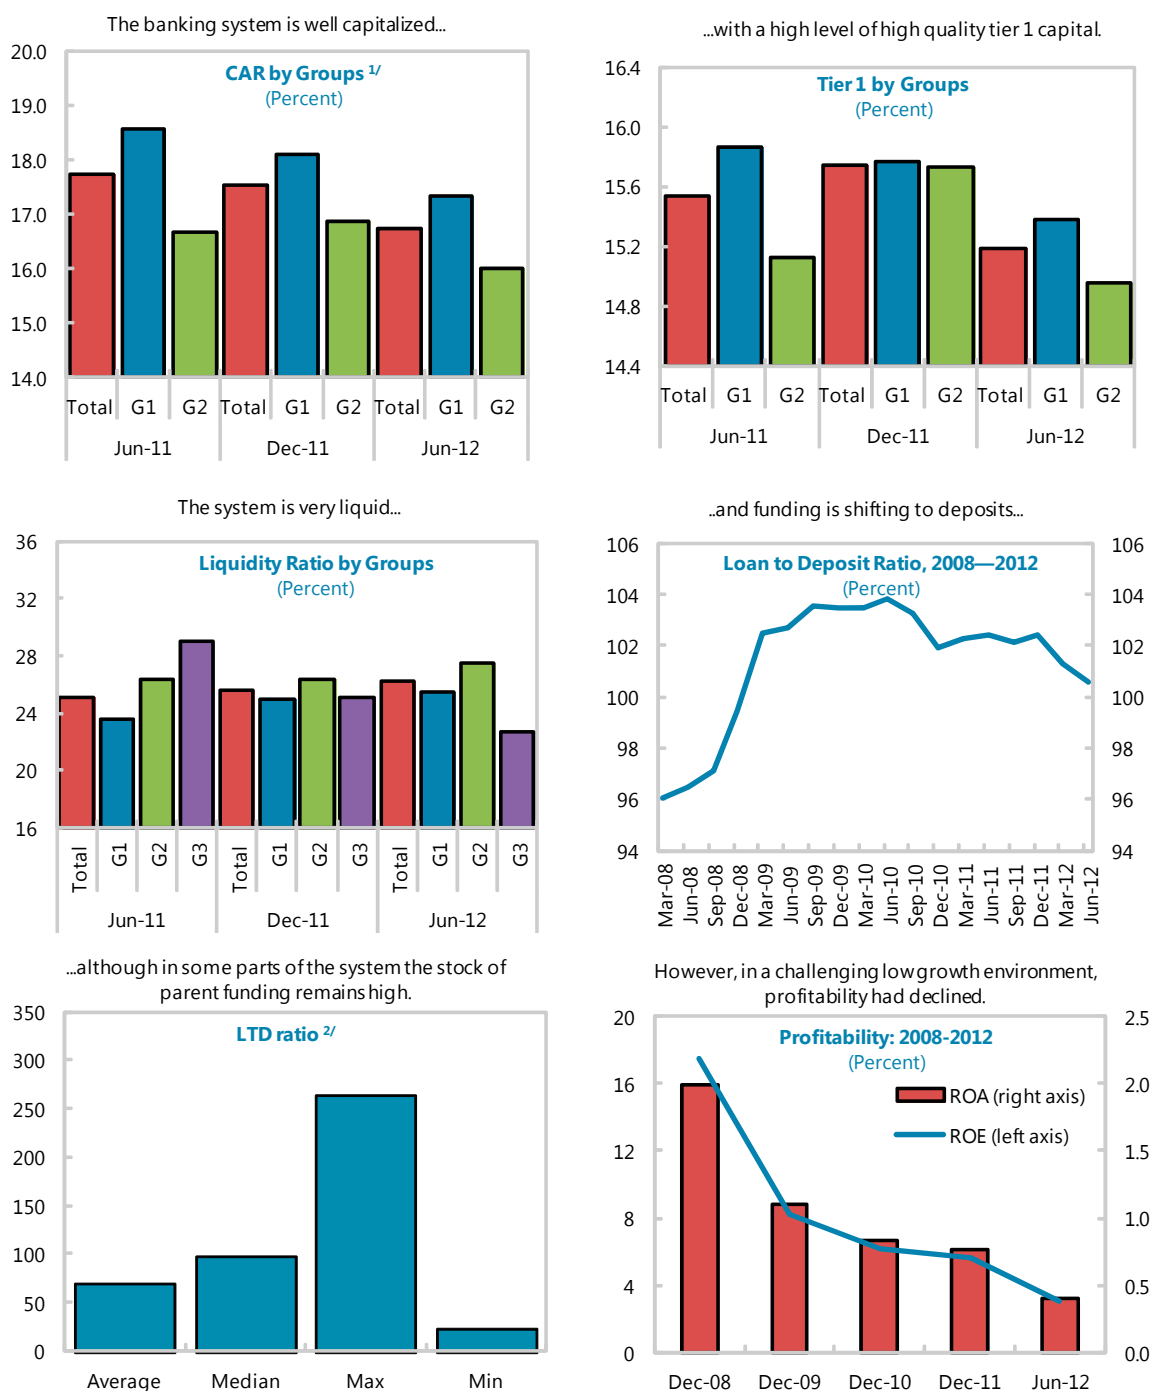 The banking system is well capitalized...
CAR by Groups 1/
(Percent)
20.0
19.0
18.0
17.0
16.0
15.0
14.0
Total G1 G2 Total G1 Total G1 G2
Jun-11 Dec-11 Jun-12
...with a high level of high quality tier 1 capital.
Tier 1 by Groups
(Percent)
16.4
16.0
15.6
15.2
14.8
14.4
Total G1 G2 Total G1 G2 Total G1 G2
Jun-11 Dec-11 Jun-12
The system is very liquid...
Liquidity Ratio by Groups
(Percent)
36
32
28
24
20
16
Total G1 G2 G3 Total G1 G2 G3 Total G1 G2 G3
Jun-11 Dec-11 Jun-12
..and funding is shifting to deposits...
Loan to Deposit Ratio, 2008—2012
(Percent)
106 106
104 104
102 102
100 100
98 98
96 96
94 94
Mar-08 Jun-08 Sep-08 Dec-08 Mar-09 Jun-09 Sep-09 Dec-09 Mar-10 Jun-10 Sep-10 Dec-10 Mar-11 Jun-11 Sep-11 Dec-11 Mar-12 Jun-12
...although in some parts of the system the stock of
parent funding remains high.
LTD ratio 2/
350
300
250
200
150
100
50
0
Average Median Max Min
However, in a challenging low growth environment,
profitability had declined.
Profitability: 2008-2012
(Percent)
ROA (right axis)
ROE (left axis)
20 2.5
16 2.0
12 1.5
8 1.0
4 0.5
0 0.0
Dec-08 Dec-09 Dec-10 Dec-11 Jun-12